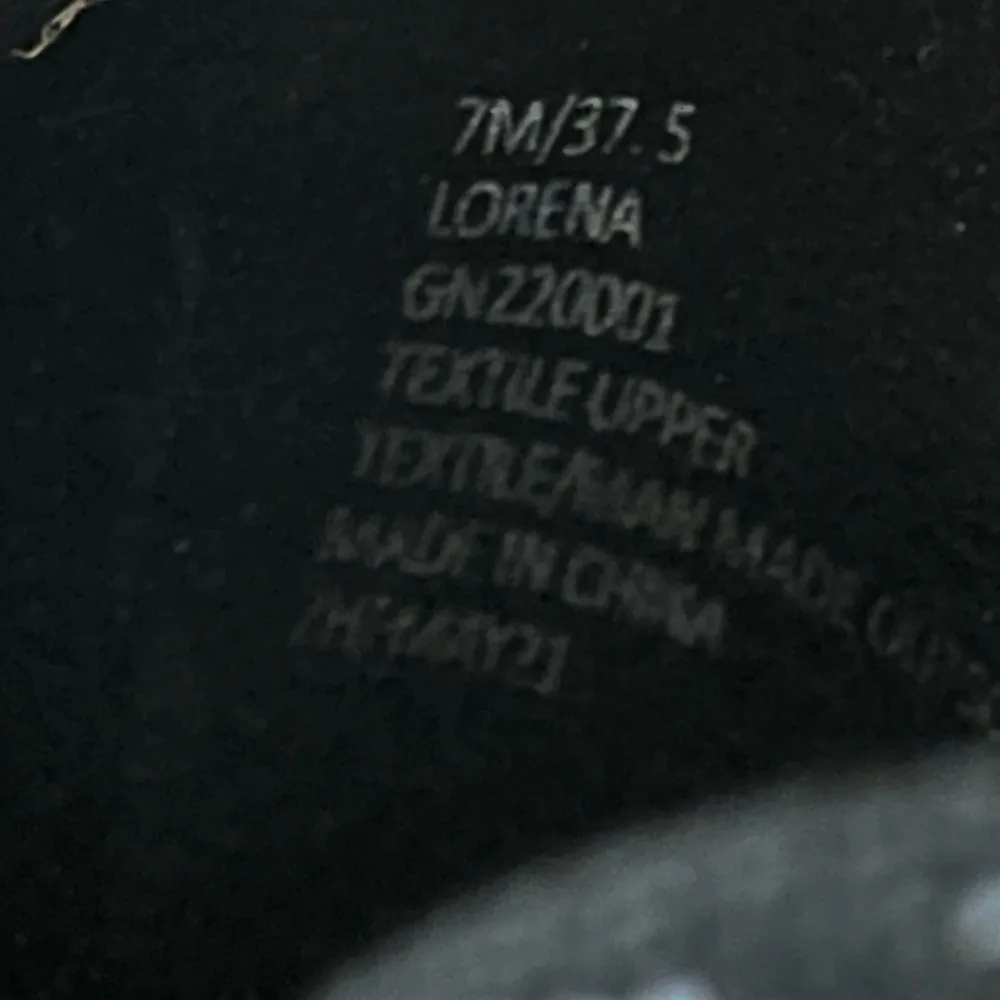 7M/37.5
LORENA
GNZ20001
TEXTILE UPPER
TEXTILE/MAN MADE
MADE IN CHINA